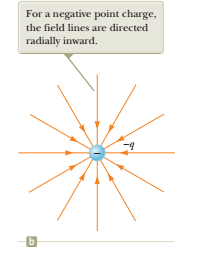 For a negative point charge,
the field lines are directed
radially inward.
−q
−
b